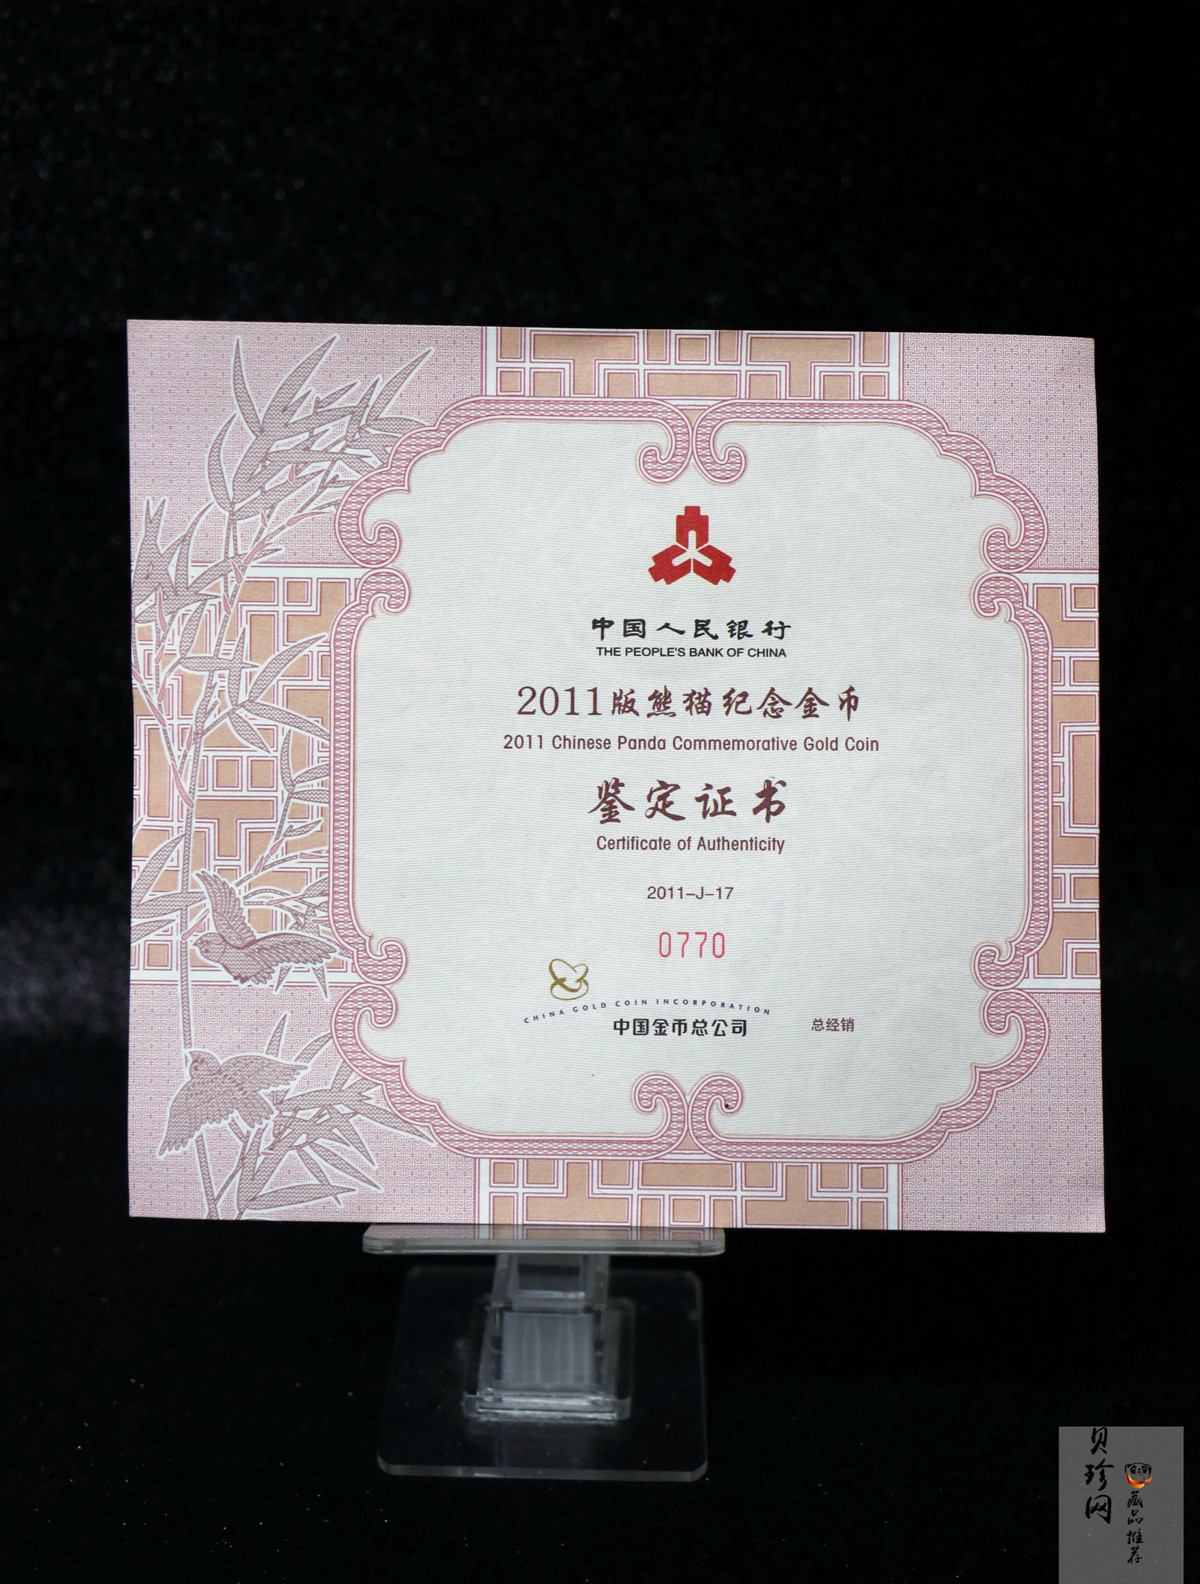 中国人民银行
THE PEOPLE'S BANK OF CHINA
2011版熊猫纪念金币
2011 Chinese Panda Commemorative Gold Coin
鉴定证书
Certificate of Authenticity
2011-J-17
0770
CHINA GOLD COIN INCORPORATION
中国金币总公司 总经销
贝珍网
藏品推荐